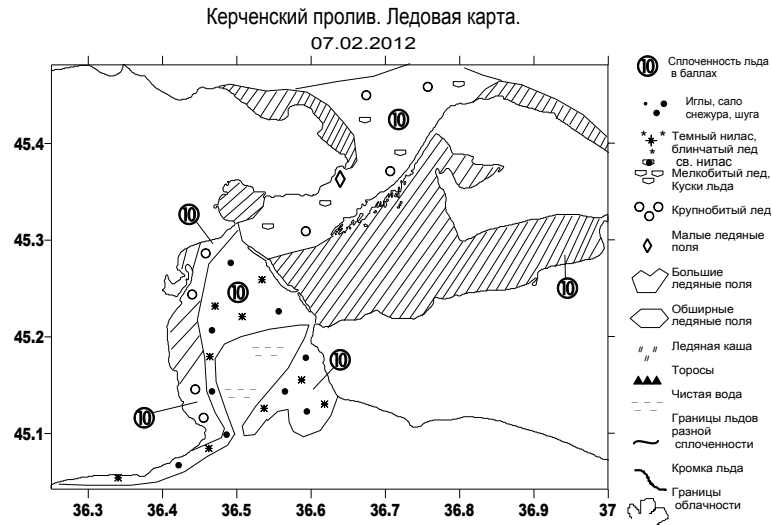 Керченский пролив. Ледовая карта.
07.02.2012
10
Сплоченность льда
в баллах
Иглы, сало
снежура, шуга
Темный нилас,
блинчатый лед
св. нилас
Мелкобитый лед,
Куски льда
Крупнобитый лед
Малые ледяные
поля
Большие
ледяные поля
Обширные
ледяные поля
Ледяная каша
Торосы
Чистая вода
Границы льдов
разной
сплоченности
Кромка льда
Границы
облачности
45.4
45.3
45.2
45.1
10
10
10
10
10
10
36.3 36.4 36.5 36.6 36.7 36.8 36.9 37